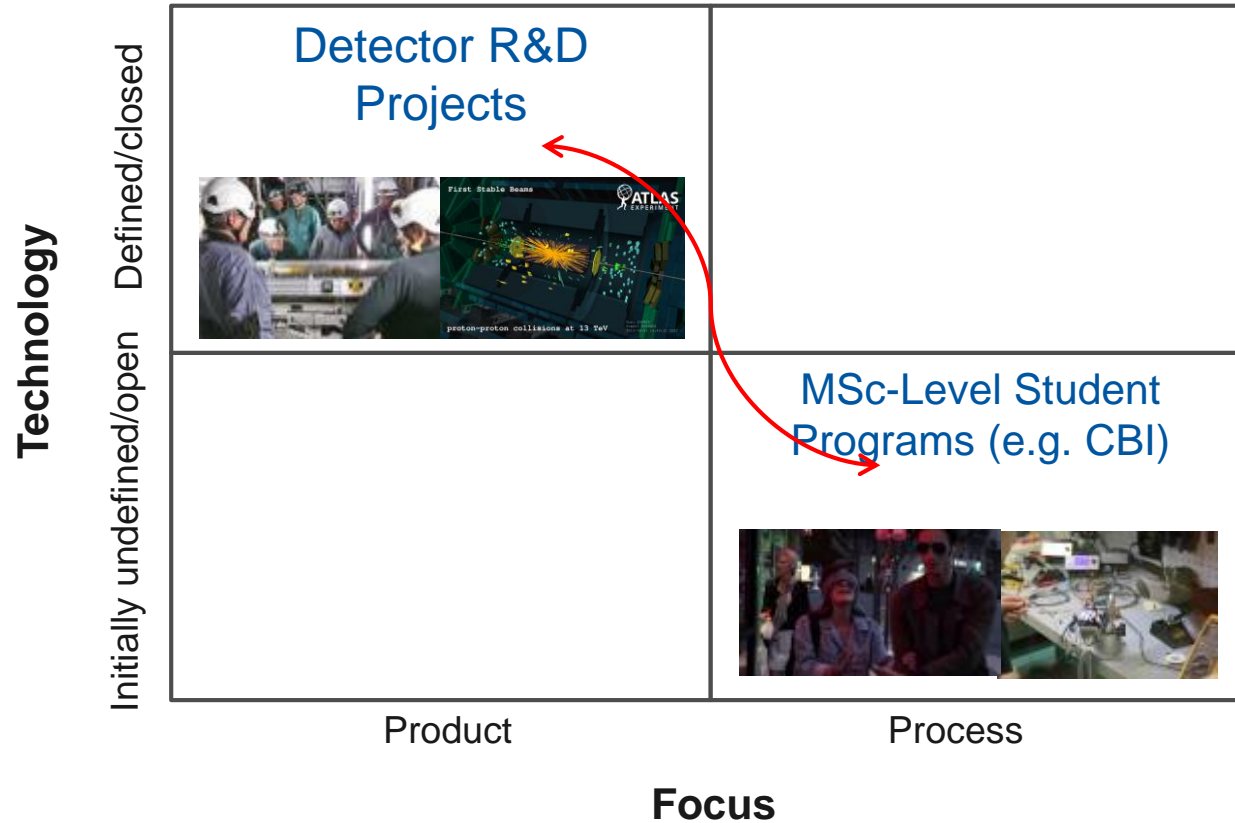 Detector R&D
Projects
First Stable Beams
ATLAS
EXPERIMENT
proton-proton collisions at 13 TeV
MSc-Level Student
Programs (e.g. CBI)
Technology
Defined/closed
Initially undefined/open
Product
Process
Focus